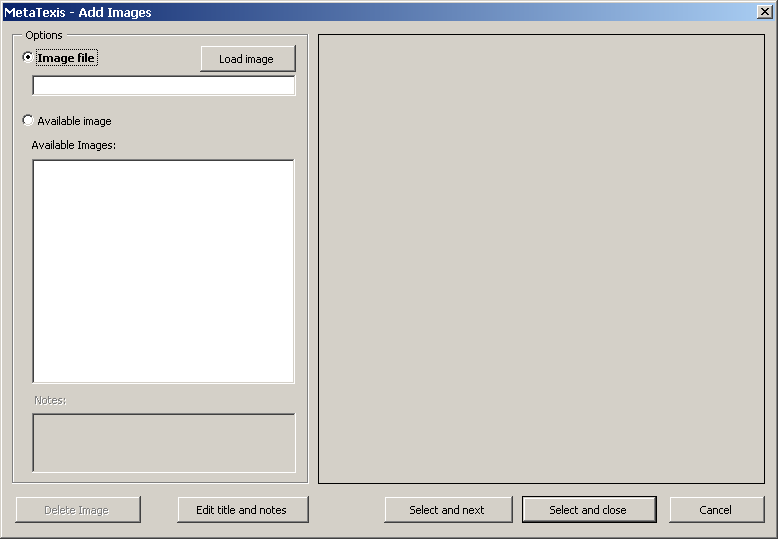 MetaTexis - Add Images
Options
Image file
Load image
Available image
Available Images:
Notes:
Delete Image
Edit title and notes
Select and next
Select and close
Cancel